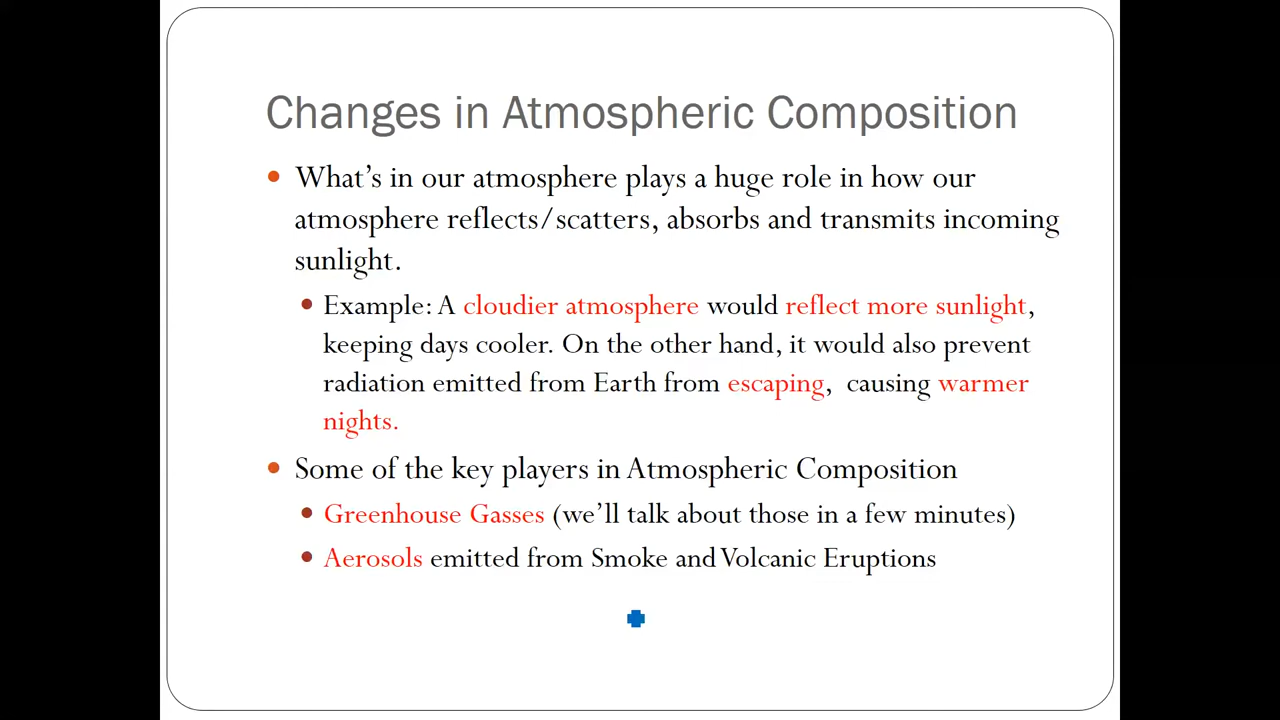 Changes in Atmospheric Composition
What's in our atmosphere plays a huge role in how our
atmosphere reflects/scatters, absorbs and transmits incoming
sunlight.
Example: A cloudier atmosphere would reflect more sunlight,
keeping days cooler. On the other hand, it would also prevent
radiation emitted from Earth from escaping, causing warmer
nights.
Some of the key players in Atmospheric Composition
Greenhouse Gasses (we'll talk about those in a few minutes)
Aerosols emitted from Smoke and Volcanic Eruptions